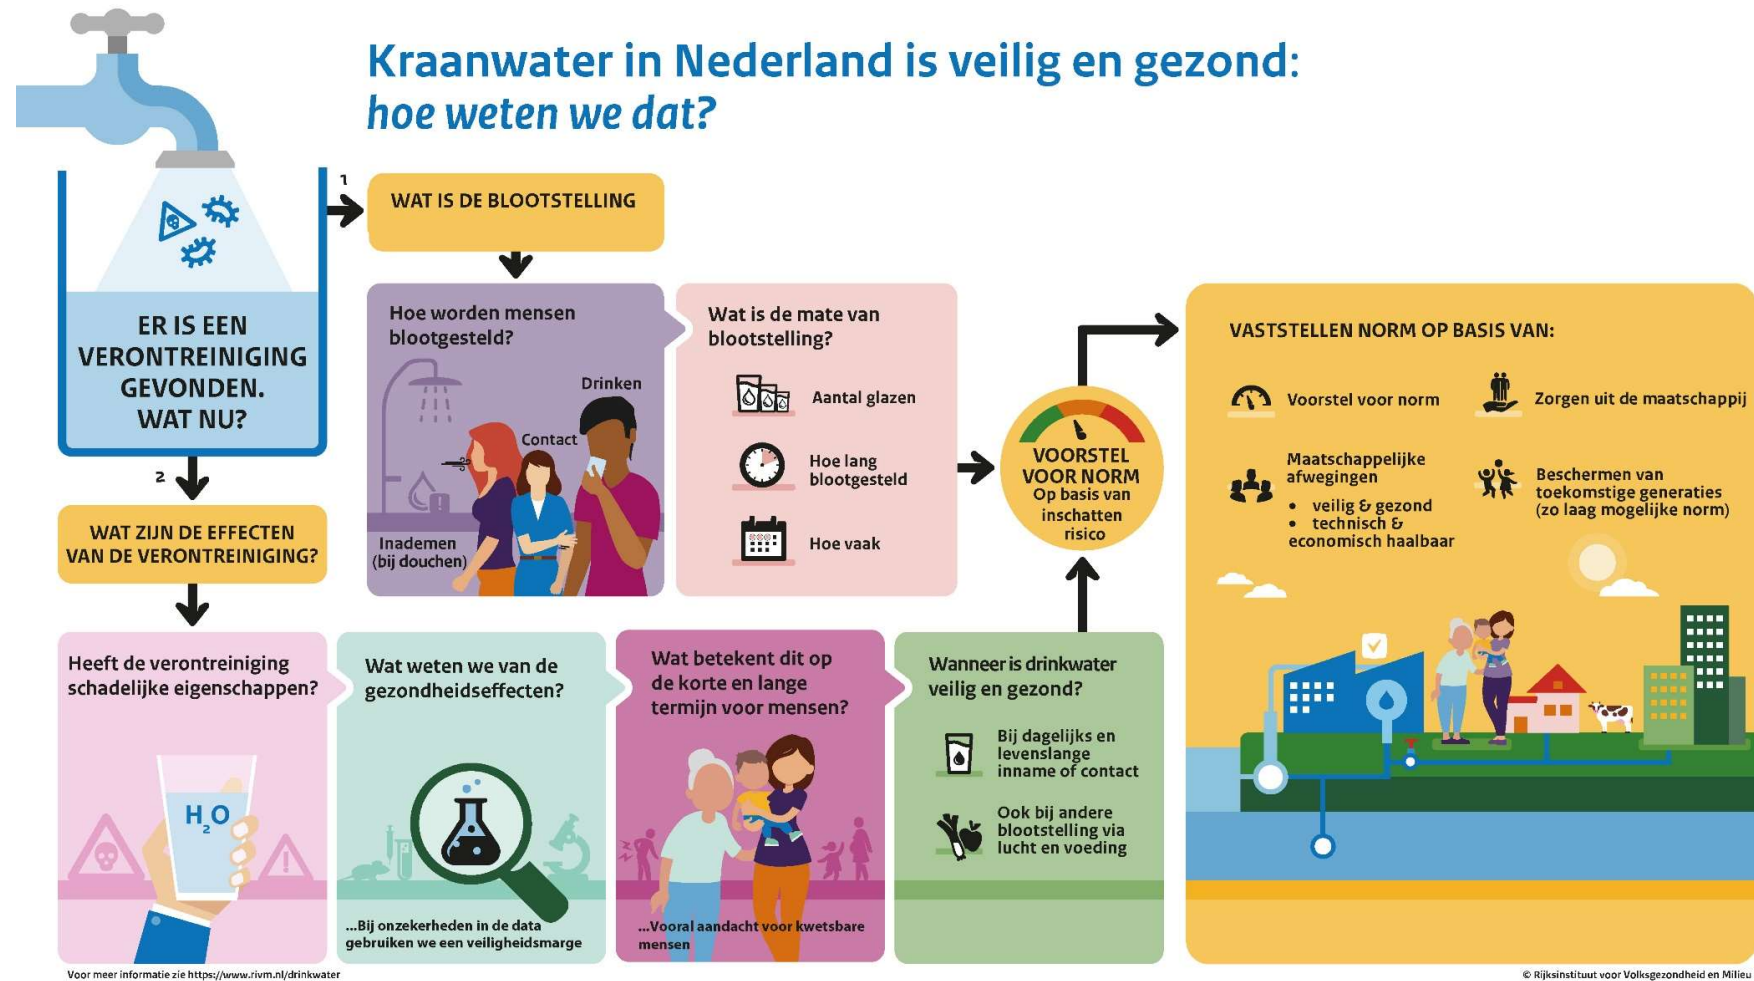 Kraanwater in Nederland is veilig en gezond:
hoe weten we dat?
ER IS EEN
VERONTREINIGING
GEVONDEN.
WAT NU?
1
WAT IS DE BLOOTSTELLING
Hoe worden mensen
blootgesteld?
Drinken
Contact
Inademen
(bij douchen)
Wat is de mate van
blootstelling?
Aantal glazen
Hoe lang
blootgesteld
Hoe vaak
2
WAT ZIJN DE EFFECTEN
VAN DE VERONTREINIGING?
Heeft de verontreiniging
schadelijke eigenschappen?
H2O
Wat weten we van de
gezondheidseffecten?
...Bij onzekerheden in de data
gebruiken we een veiligheidsmarge
Wat betekent dit op
de korte en lange
termijn voor mensen?
...Vooral aandacht voor kwetsbare
mensen
Wanneer is drinkwater
veilig en gezond?
Bij dagelijks en
levenslange
inname of contact
Ook bij andere
blootstelling via
lucht en voeding
VOORSTEL
VOOR NORM
Op basis van
inschatten
risico
VASTSTELLEN NORM OP BASIS VAN:
Voorstel voor norm
Zorgen uit de maatschappij
Maatschappelijke
afwegingen
• veilig & gezond
• technisch &
economisch haalbaar
Beschermen van
toekomstige generaties
(zo laag mogelijke norm)
Voor meer informatie zie https://www.rivm.nl/drinkwater
© Rijksinstituut voor Volksgezondheid en Milieu